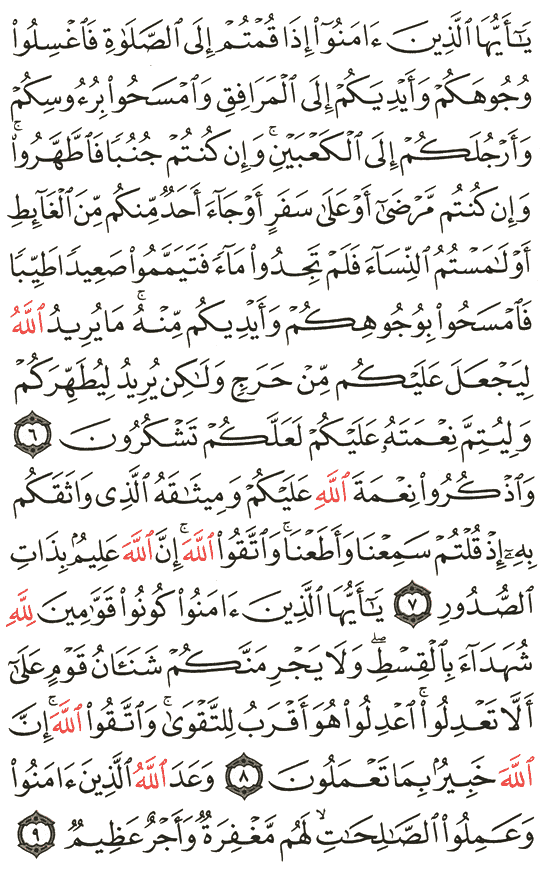 يَٰٓأَيُّهَا ٱلَّذِينَ ءَامَنُوٓا۟ إِذَا قُمْتُمْ إِلَى ٱلصَّلَوٰةِ فَٱغْسِلُوا۟
وُجُوهَكُمْ وَأَيْدِيَكُمْ إِلَى ٱلْمَرَافِقِ وَٱمْسَحُوا۟ بِرُءُوسِكُمْ
وَأَرْجُلَكُمْ إِلَى ٱلْكَعْبَيْنِ ۚ وَإِن كُنتُمْ جُنُبًا فَٱطَّهَّرُوا۟ ۚ
وَإِن كُنتُم مَّرْضَىٰٓ أَوْ عَلَىٰ سَفَرٍ أَوْ جَآءَ أَحَدٌ مِّنكُم مِّنَ ٱلْغَآئِطِ
أَوْ لَٰمَسْتُمُ ٱلنِّسَآءَ فَلَمْ تَجِدُوا۟ مَآءً فَتَيَمَّمُوا۟ صَعِيدًا طَيِّبًا
فَٱمْسَحُوا۟ بِوُجُوهِكُمْ وَأَيْدِيكُم مِّنْهُ ۚ مَا يُرِيدُ ٱللَّهُ
لِيَجْعَلَ عَلَيْكُم مِّنْ حَرَجٍ وَلَٰكِن يُرِيدُ لِيُطَهِّرَكُمْ
وَلِيُتِمَّ نِعْمَتَهُۥ عَلَيْكُمْ لَعَلَّكُمْ تَشْكُرُونَ ٦
وَٱذْكُرُوا۟ نِعْمَةَ ٱللَّهِ عَلَيْكُمْ وَمِيثَٰقَهُ ٱلَّذِى وَاثَقَكُم
بِهِۦٓ إِذْ قُلْتُمْ سَمِعْنَا وَأَطَعْنَا ۖ وَٱتَّقُوا۟ ٱللَّهَ ۚ إِنَّ ٱللَّهَ عَلِيمٌۢ بِذَاتِ
ٱلصُّدُورِ ٧ يَٰٓأَيُّهَا ٱلَّذِينَ ءَامَنُوا۟ كُونُوا۟ قَوَّٰمِينَ لِلَّهِ
شُهَدَآءَ بِٱلْقِسْطِ ۖ وَلَا يَجْرِمَنَّكُمْ شَنَـَٔانُ قَوْمٍ عَلَىٰٓ
أَلَّا تَعْدِلُوا۟ ۚ ٱعْدِلُوا۟ هُوَ أَقْرَبُ لِلتَّقْوَىٰ ۖ وَٱتَّقُوا۟ ٱللَّهَ ۚ إِنَّ
ٱللَّهَ خَبِيرٌۢ بِمَا تَعْمَلُونَ ٨ وَعَدَ ٱللَّهُ ٱلَّذِينَ ءَامَنُوا۟
وَعَمِلُوا۟ ٱلصَّٰلِحَٰتِ ۙ لَهُم مَّغْفِرَةٌ وَأَجْرٌ عَظِيمٌ ٩